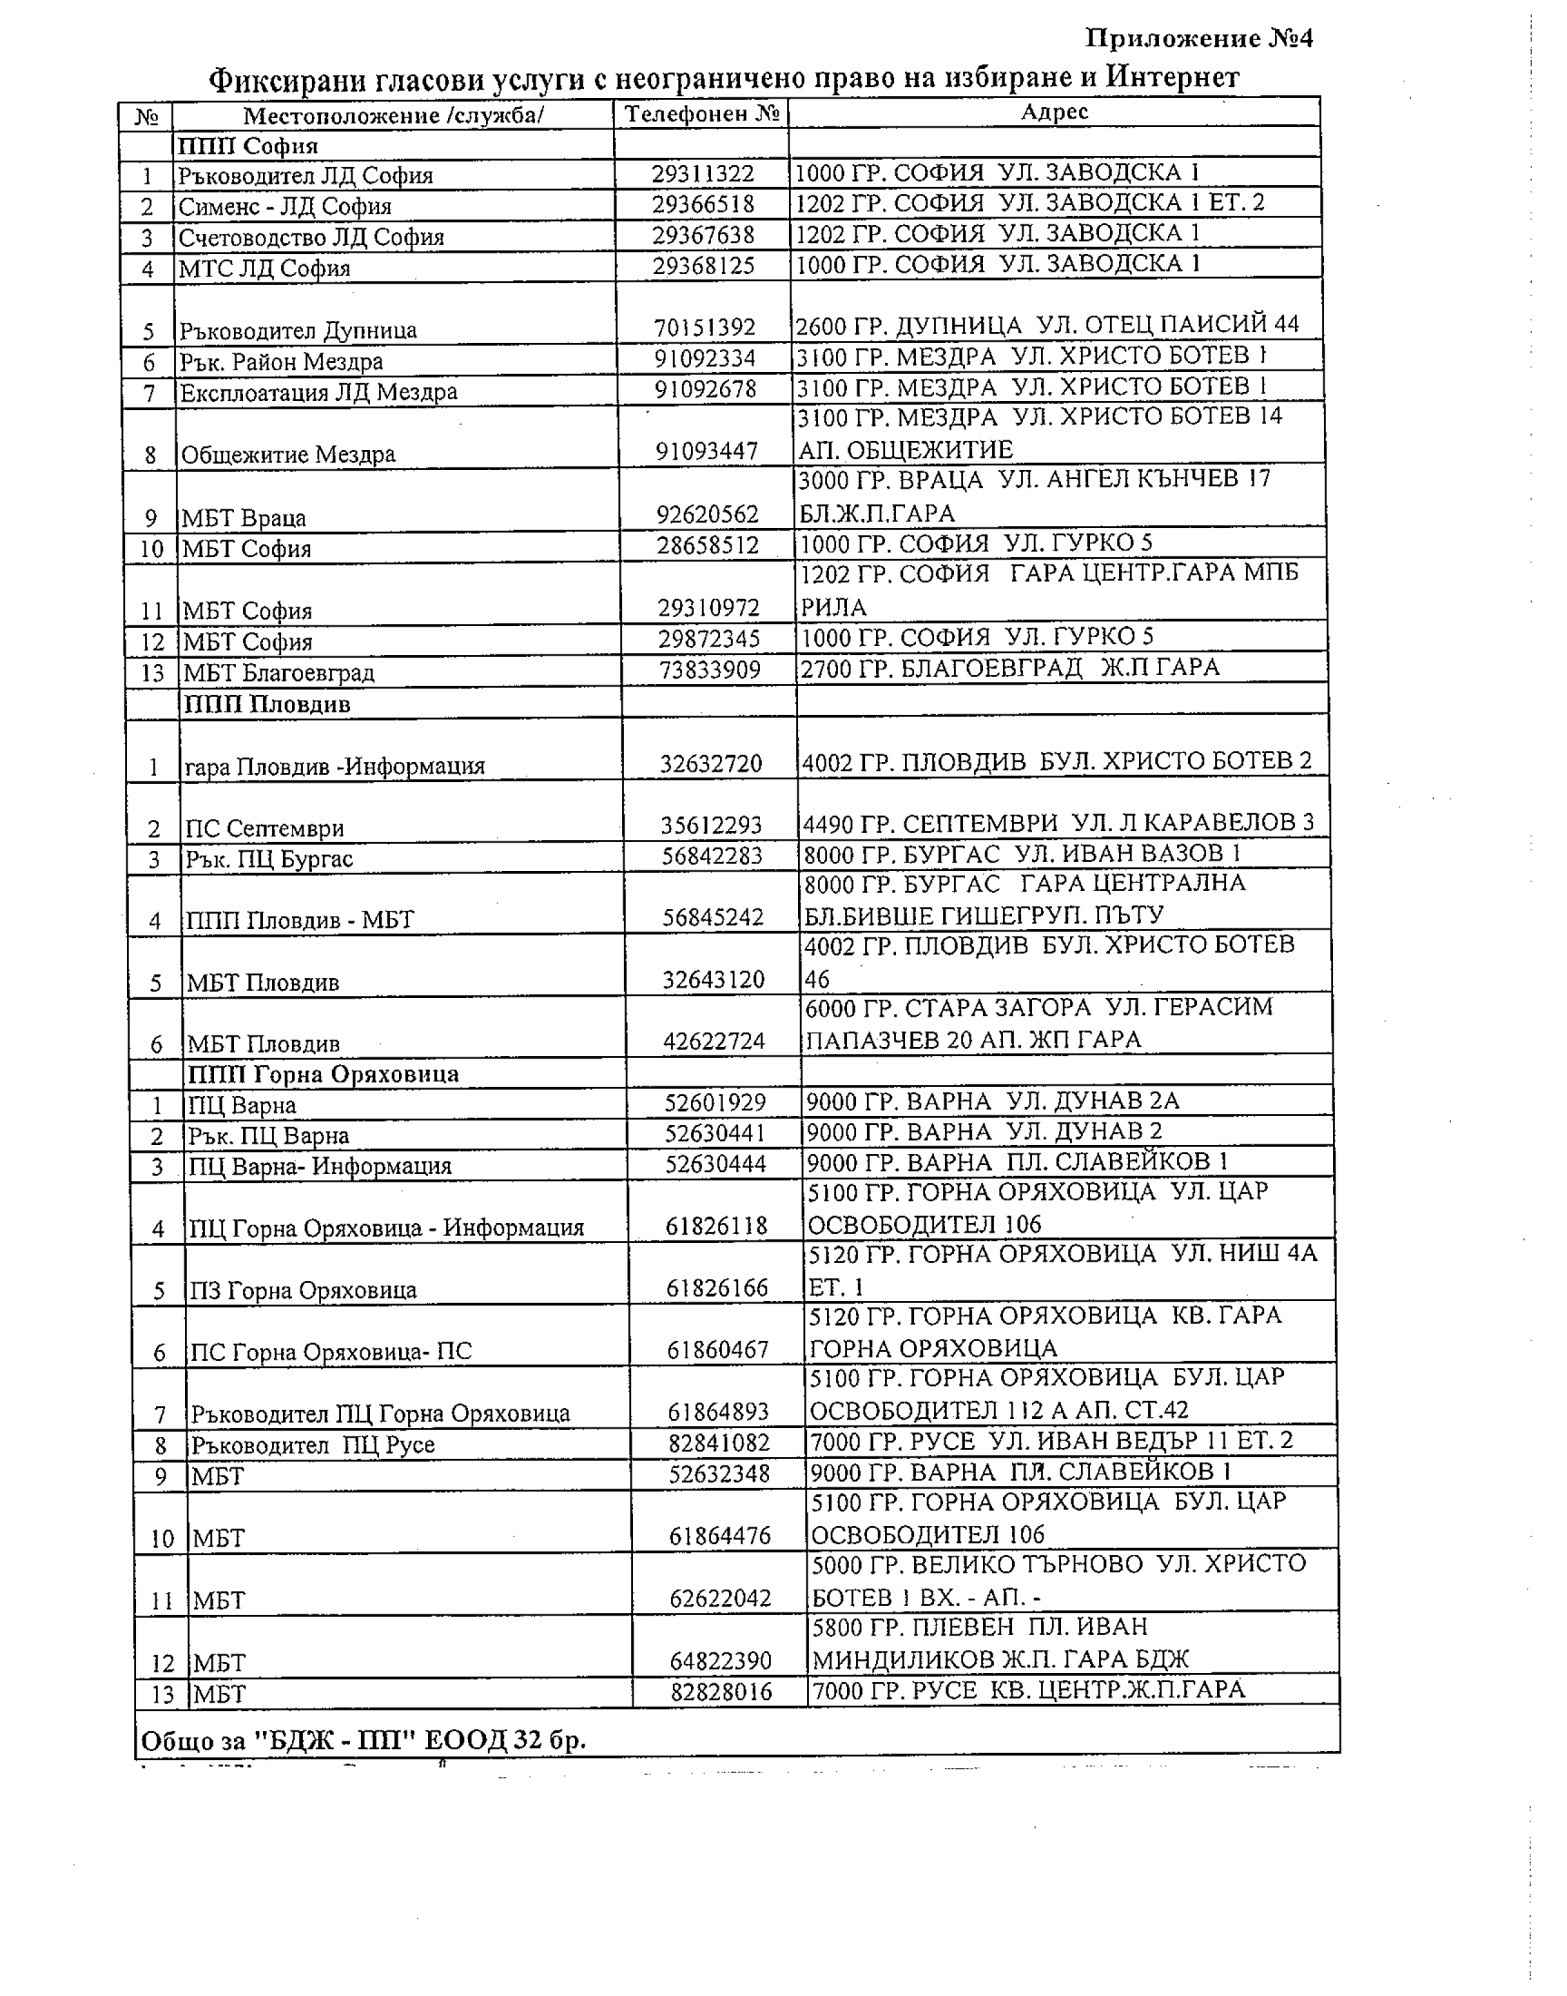 Приложение №4
Фиксирани гласови услуги с неограничено право на избиране и Интернет
№ Местоположение /служба/ Телефонен № Адрес
ППП София
1 Ръководител ЛД София 29311322 1000 ГР. СОФИЯ УЛ. ЗАВОДСКА 1
2 Сименс - ЛД София 29366518 1202 ГР. СОФИЯ УЛ. ЗАВОДСКА 1 ЕТ. 2
3 Счетоводство ЛД София 29367638 1202 ГР. СОФИЯ УЛ. ЗАВОДСКА 1
4 МТС ЛД София 29368125 1000 ГР. СОФИЯ УЛ. ЗАВОДСКА 1
5 Ръководител Дупница 70151392 2600 ГР. ДУПНИЦА УЛ. ОТЕЦ ПАИСИЙ 44
6 Рък. Район Мездра 91092334 3100 ГР. МЕЗДРА УЛ. ХРИСТО БОТЕВ 1
7 Експлоатация ЛД Мездра 91092678 3100 ГР. МЕЗДРА УЛ. ХРИСТО БОТЕВ 1
3100 ГР. МЕЗДРА УЛ. ХРИСТО БОТЕВ 14
8 Общежитие Мездра 91093447 АП. ОБЩЕЖИТИЕ
3000 ГР. ВРАЦА УЛ. АНГЕЛ КЪНЧЕВ 17
9 МБТ Враца 92620562 БЛ.Ж.П.ГАРА
10 МБТ София 28658512 1000 ГР. СОФИЯ УЛ. ГУРКО 5
1202 ГР. СОФИЯ ГАРА ЦЕНТР.ГАРА МПБ
11 МБТ София 29310972 РИЛА
12 МБТ София 29872345 1000 ГР. СОФИЯ УЛ. ГУРКО 5
13 МБТ Благоевград 73833909 2700 ГР. БЛАГОЕВГРАД Ж.П ГАРА
ППП Пловдив
1 гара Пловдив -Информация 32632720 4002 ГР. ПЛОВДИВ БУЛ. ХРИСТО БОТЕВ 2
2 ПС Септември 35612293 4490 ГР. СЕПТЕМВРИ УЛ. Л КАРАВЕЛОВ 3
3 Рък. ПЦ Бургас 56842283 8000 ГР. БУРГАС УЛ. ИВАН ВАЗОВ 1
8000 ГР. БУРГАС ГАРА ЦЕНТРАЛНА
4 ППП Пловдив - МБТ 56845242 БЛ.БИВШЕ ГИШЕГРУП. ПЪТУ
4002 ГР. ПЛОВДИВ БУЛ. ХРИСТО БОТЕВ
5 МБТ Пловдив 32643120 46
6000 ГР. СТАРА ЗАГОРА УЛ. ГЕРАСИМ
6 МБТ Пловдив 42622724 ПАПАЗЧЕВ 20 АП. ЖП ГАРА
ППП Горна Оряховица
1 ПЦ Варна 52601929 9000 ГР. ВАРНА УЛ. ДУНАВ 2А
2 Рък. ПЦ Варна 52630441 9000 ГР. ВАРНА УЛ. ДУНАВ 2
3 ПЦ Варна- Информация 52630444 9000 ГР. ВАРНА ПЛ. СЛАВЕЙКОВ 1
5100 ГР. ГОРНА ОРЯХОВИЦА УЛ. ЦАР
4 ПЦ Горна Оряховица - Информация 61826118 ОСВОБОДИТЕЛ 106
5120 ГР. ГОРНА ОРЯХОВИЦА УЛ. НИШ 4А
5 ПЗ Горна Оряховица 61826166 ЕТ. 1
5120 ГР. ГОРНА ОРЯХОВИЦА КВ. ГАРА
6 ПС Горна Оряховица- ПС 61860467 ГОРНА ОРЯХОВИЦА
5100 ГР. ГОРНА ОРЯХОВИЦА БУЛ. ЦАР
7 Ръководител ПЦ Горна Оряховица 61864893 ОСВОБОДИТЕЛ 112 А АП. СТ.42
8 Ръководител ПЦ Русе 82841082 7000 ГР. РУСЕ УЛ. ИВАН ВЕДЪР 11 ЕТ. 2
9 МБТ 52632348 9000 ГР. ВАРНА ПЛ. СЛАВЕЙКОВ 1
5100 ГР. ГОРНА ОРЯХОВИЦА БУЛ. ЦАР
10 МБТ 61864476 ОСВОБОДИТЕЛ 106
5000 ГР. ВЕЛИКО ТЪРНОВО УЛ. ХРИСТО
11 МБТ 62622042 БОТЕВ 1 ВХ. - АП. -
5800 ГР. ПЛЕВЕН ПЛ. ИВАН
12 МБТ 64822390 МИНДИЛИКОВ Ж.П. ГАРА БДЖ
13 МБТ 82828016 7000 ГР. РУСЕ КВ. ЦЕНТР.Ж.П.ГАРА
Общо за "БДЖ - ПП" ЕООД 32 бр.